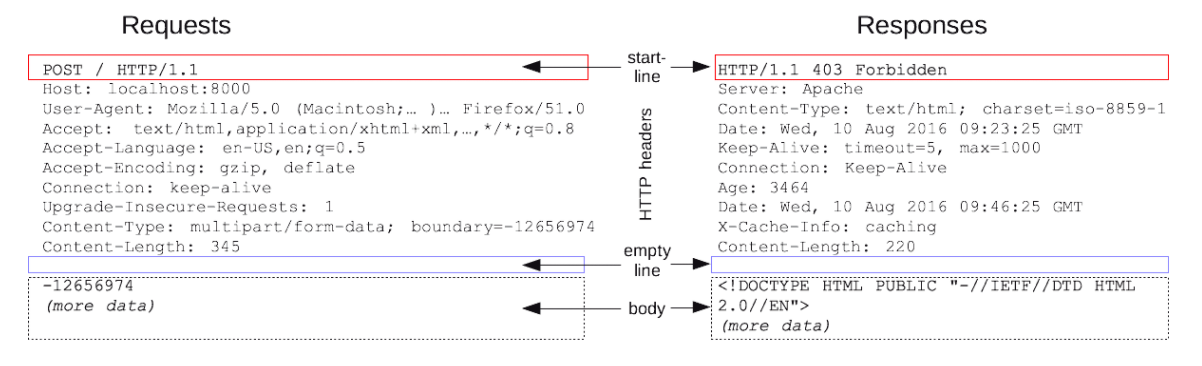 Requests
POST / HTTP/1.1
Host: localhost:8000
User-Agent: Mozilla/5.0 (Macintosh;… )… Firefox/51.0
Accept: text/html,application/xhtml+xml,…,*/*;q=0.8
Accept-Language: en-US,en;q=0.5
Accept-Encoding: gzip, deflate
Connection: keep-alive
Upgrade-Insecure-Requests: 1
Content-Type: multipart/form-data; boundary=-12656974
Content-Length: 345
-12656974
(more data)
start-
line
HTTP headers
empty
line
body
Responses
HTTP/1.1 403 Forbidden
Server: Apache
Content-Type: text/html; charset=iso-8859-1
Date: Wed, 10 Aug 2016 09:23:25 GMT
Keep-Alive: timeout=5, max=1000
Connection: Keep-Alive
Age: 3464
Date: Wed, 10 Aug 2016 09:46:25 GMT
X-Cache-Info: caching
Content-Length: 220
<!DOCTYPE HTML PUBLIC "-//IETF//DTD HTML
2.0//EN">
(more data)